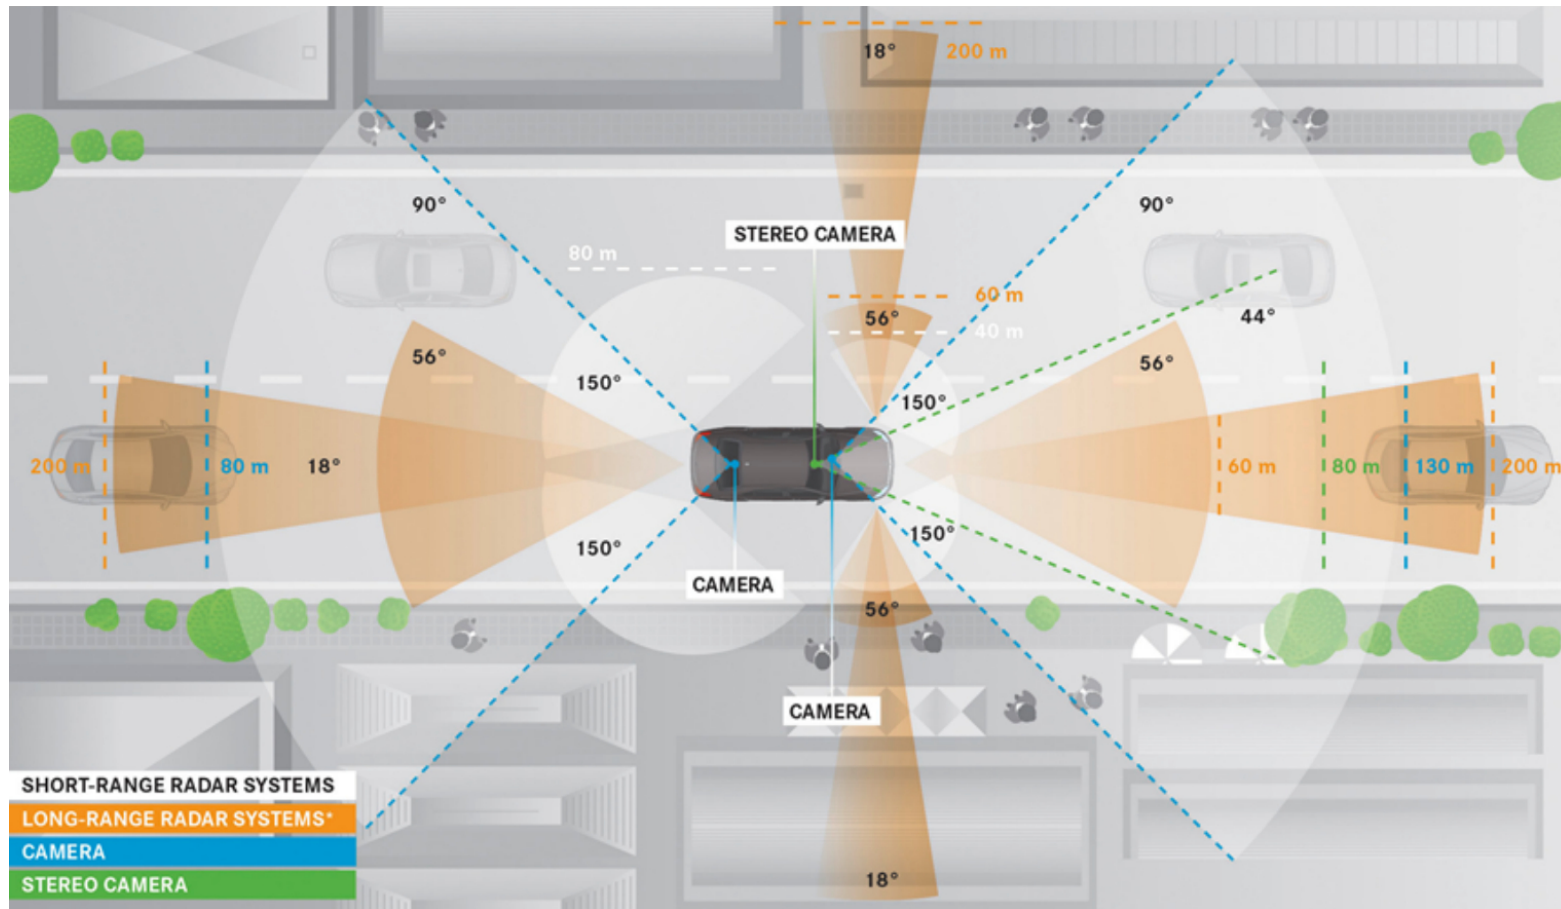 18°
200 m
90°
90°
STEREO CAMERA
80 m
60 m
56°
40 m
44°
56°
56°
150°
150°
200 m
80 m
18°
60 m
80 m
130 m
200 m
150°
150°
CAMERA
56°
CAMERA
SHORT-RANGE RADAR SYSTEMS
LONG-RANGE RADAR SYSTEMS*
CAMERA
STEREO CAMERA
18°